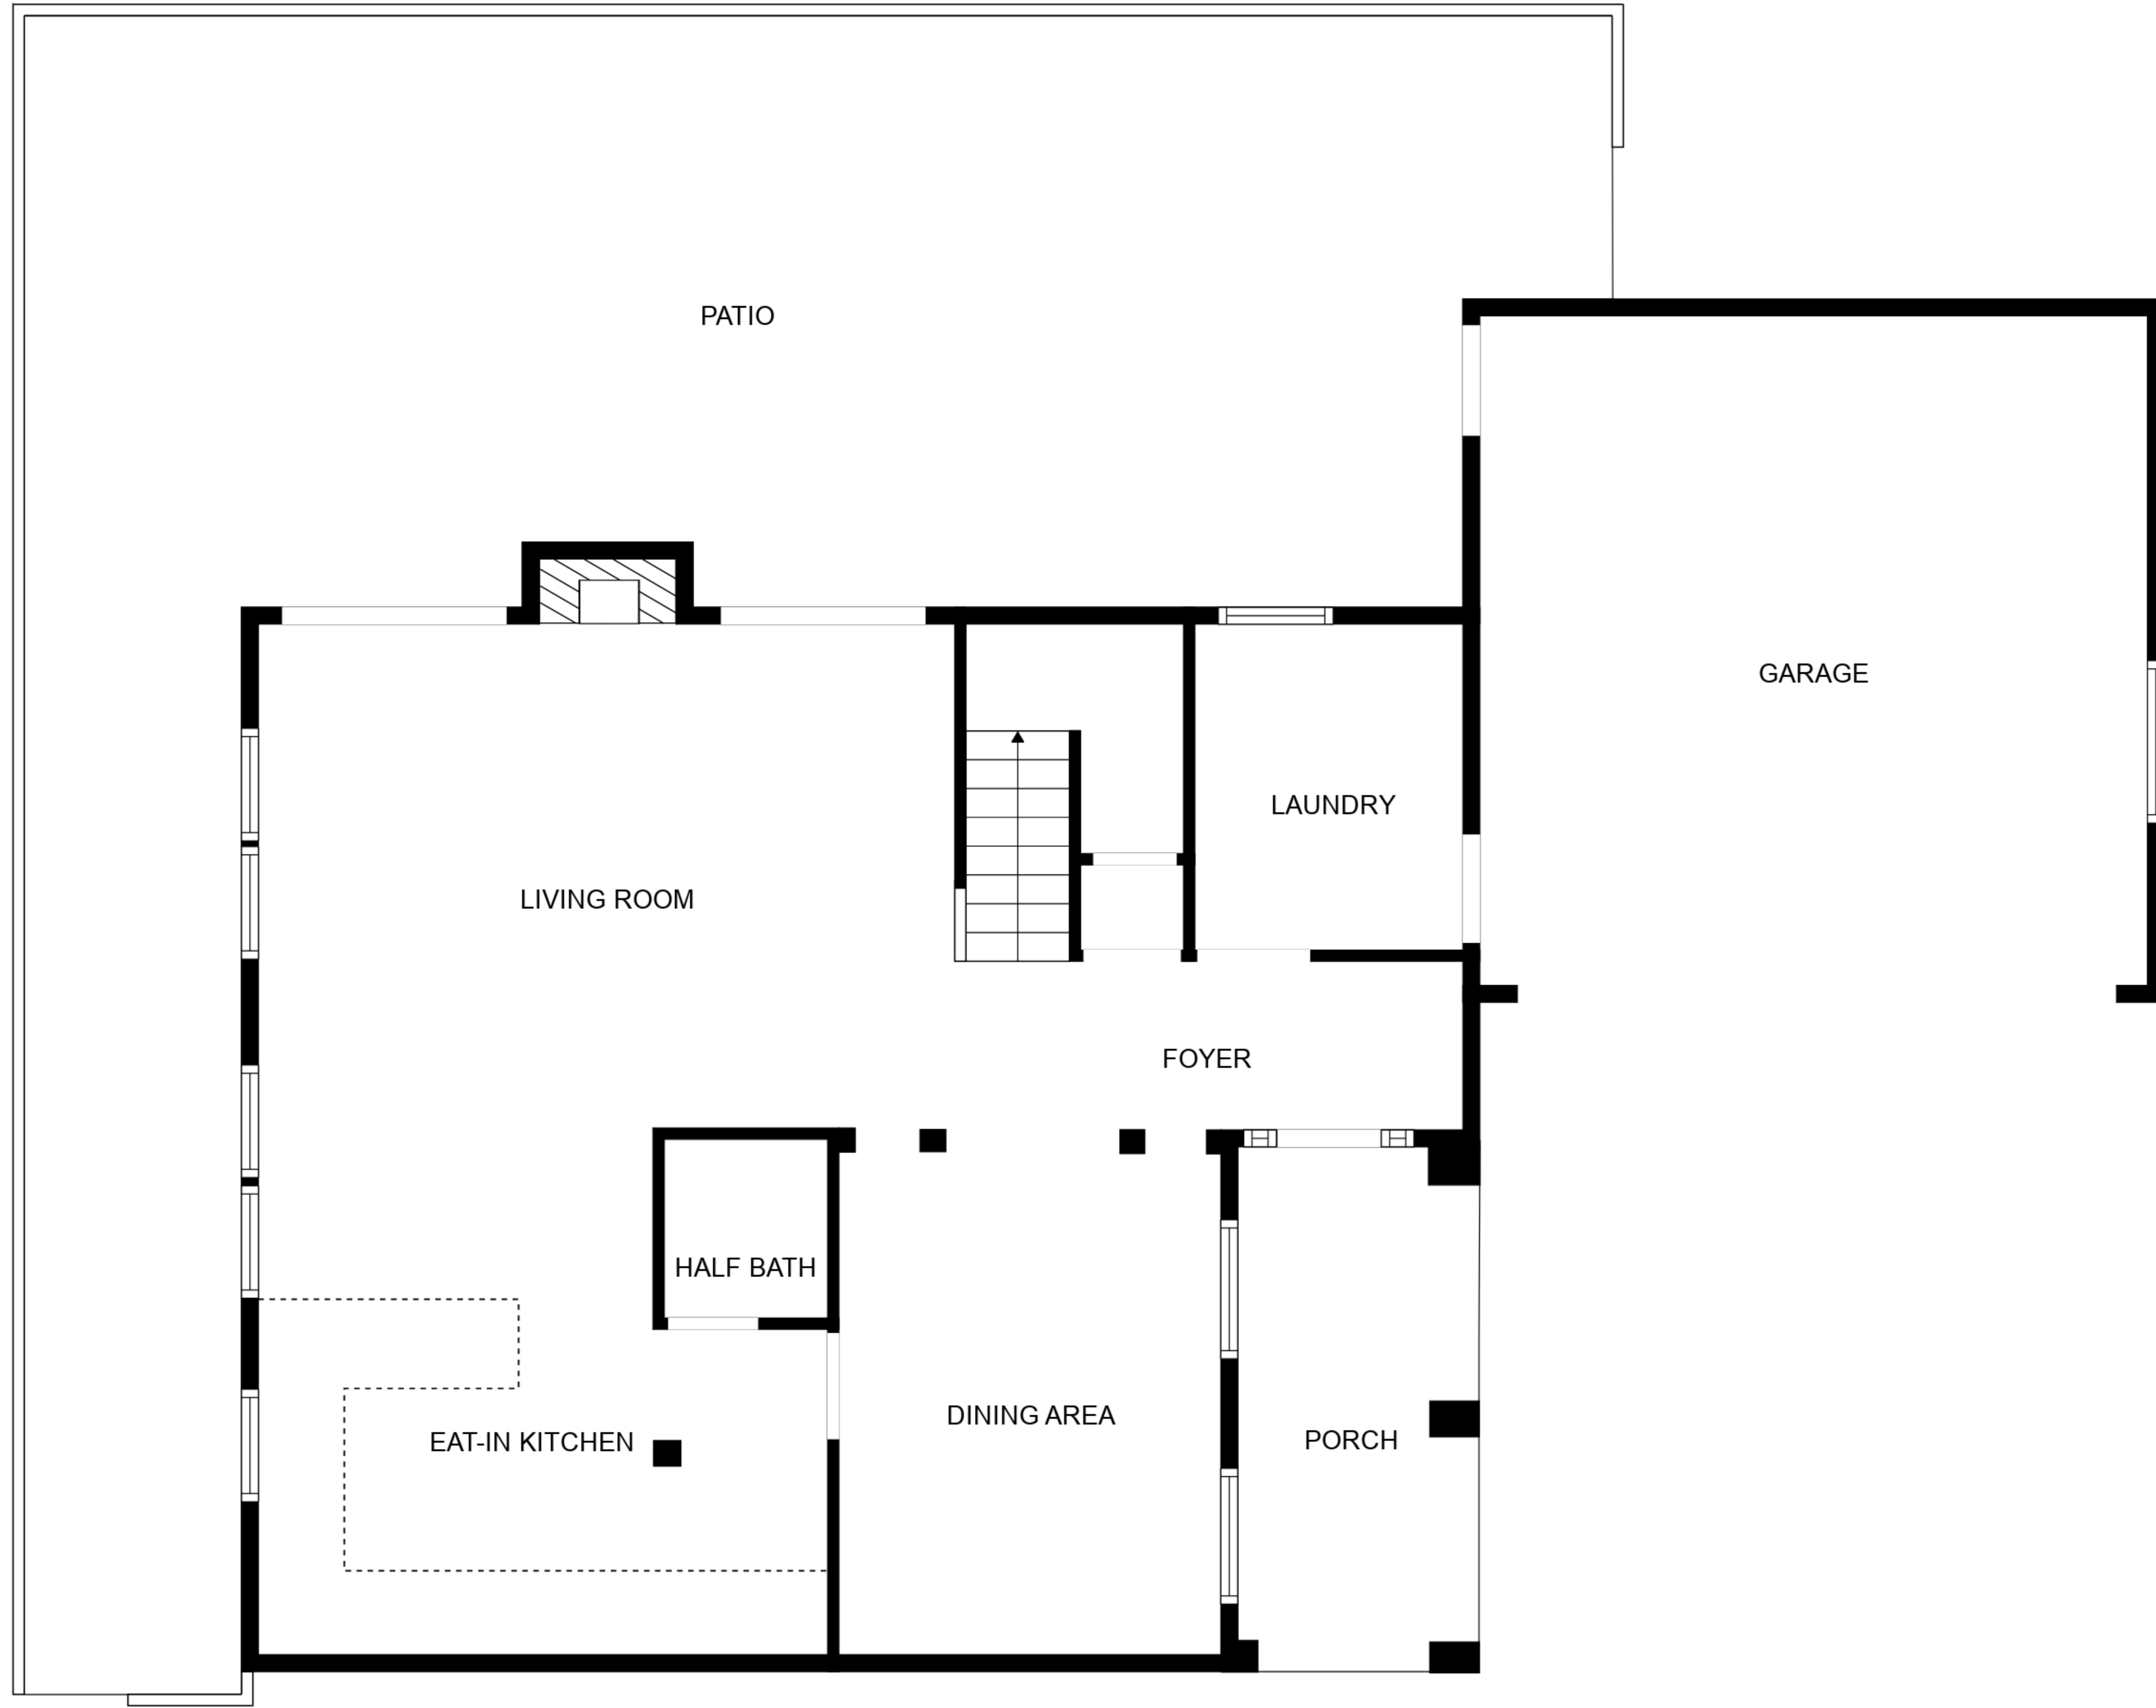 PATIO
GARAGE
LAUNDRY
LIVING ROOM
FOYER
HALF BATH
DINING AREA
PORCH
EAT-IN KITCHEN